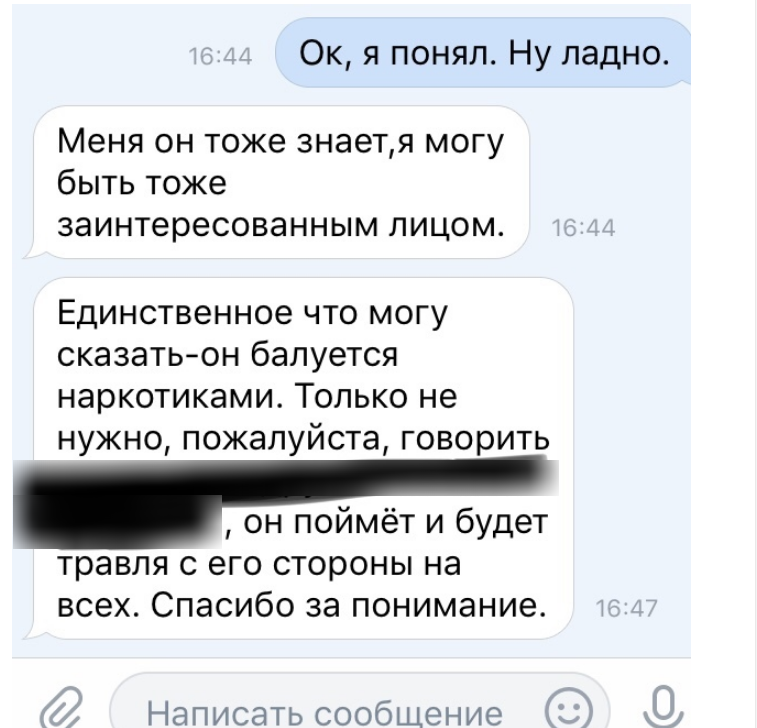 16:44
Ок, я понял. Ну ладно.
Меня он тоже знает,я могу
быть тоже
заинтересованным лицом.
16:44
Единственное что могу
сказать-он балуется
наркотиками. Только не
нужно, пожалуйста, говорить
, он поймёт и будет
травля с его стороны на
всех. Спасибо за понимание.
16:47
Написать сообщение